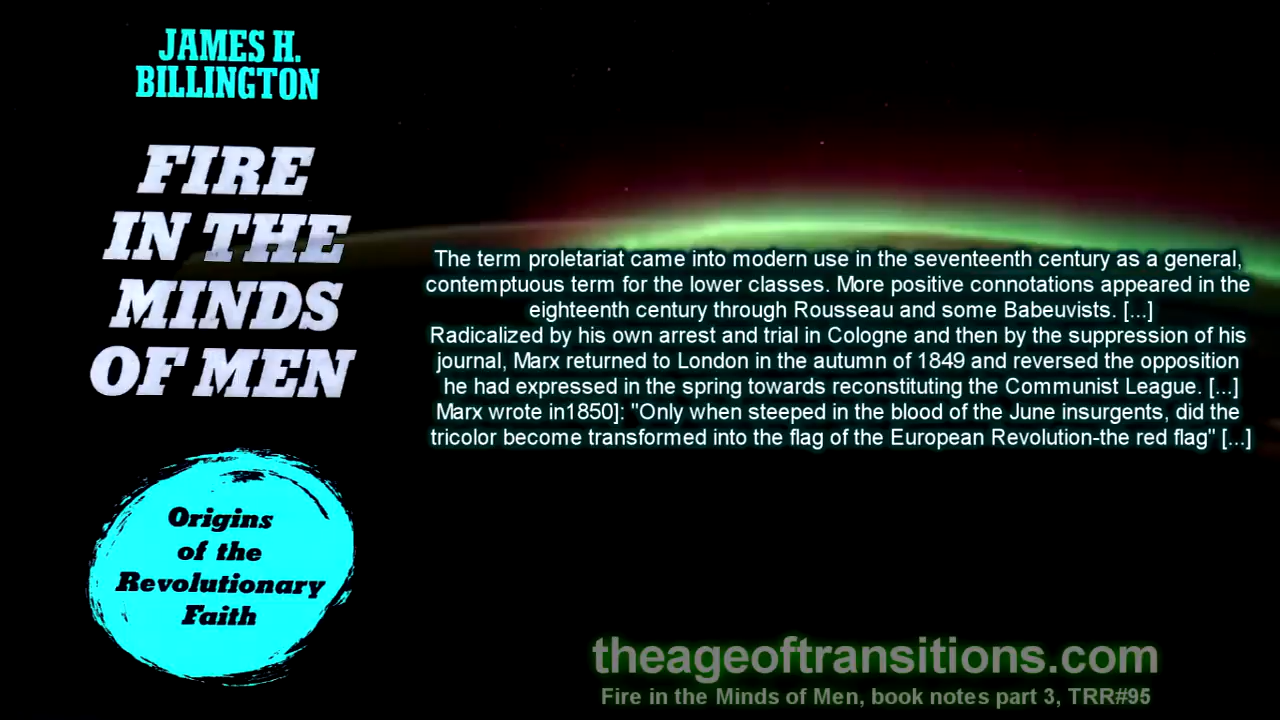 JAMES H.
BILLINGTON
FIRE
IN THE
MINDS
OF MEN
Origins
of the
Revolutionary
Faith
The term proletariat came into modern use in the seventeenth century as a general,
contemptuous term for the lower classes. More positive connotations appeared in the
eighteenth century through Rousseau and some Babeuvists. [...]
Radicalized by his own arrest and trial in Cologne and then by the suppression of his
journal, Marx returned to London in the autumn of 1849 and reversed the opposition
he had expressed in the spring towards reconstituting the Communist League. [...]
Marx wrote in1850]: "Only when steeped in the blood of the June insurgents, did the
tricolor become transformed into the flag of the European Revolution-the red flag" [...]
theageoftransitions.com
Fire in the Minds of Men, book notes part 3, TRR#95